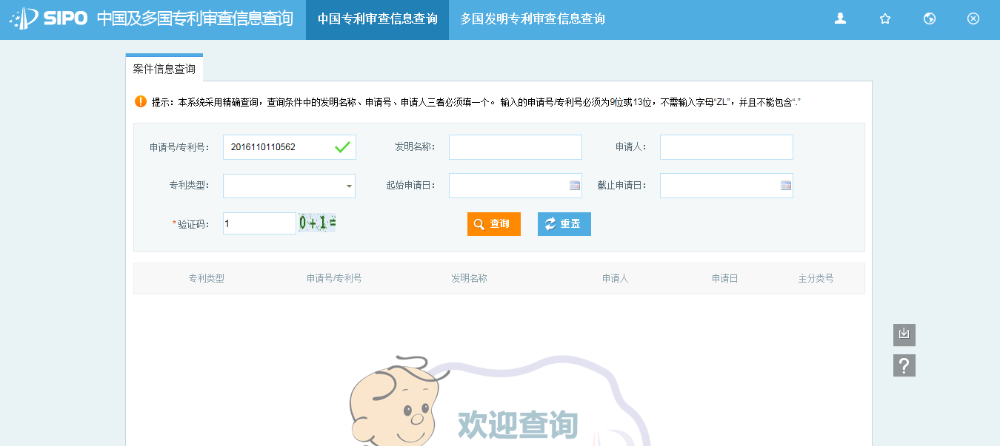 SIPO 中国及多国专利审查信息查询 中国专利审查信息查询 多国发明专利审查信息查询
案件信息查询
提示：本系统采用精确查询，查询条件中的发明名称、申请号、申请人三者必须填一个。 输入的申请号/专利号必须为9位或13位，不需输入字母“ZL”，并且不能包含“.”
申请号/专利号： 2016110110562 发明名称： 申请人：
专利类型： 起始申请日： 截止申请日：
*验证码： 1 0+1= 查询 重置
专利类型 申请号/专利号 发明名称 申请人 申请日 主分类号
?
欢迎查询